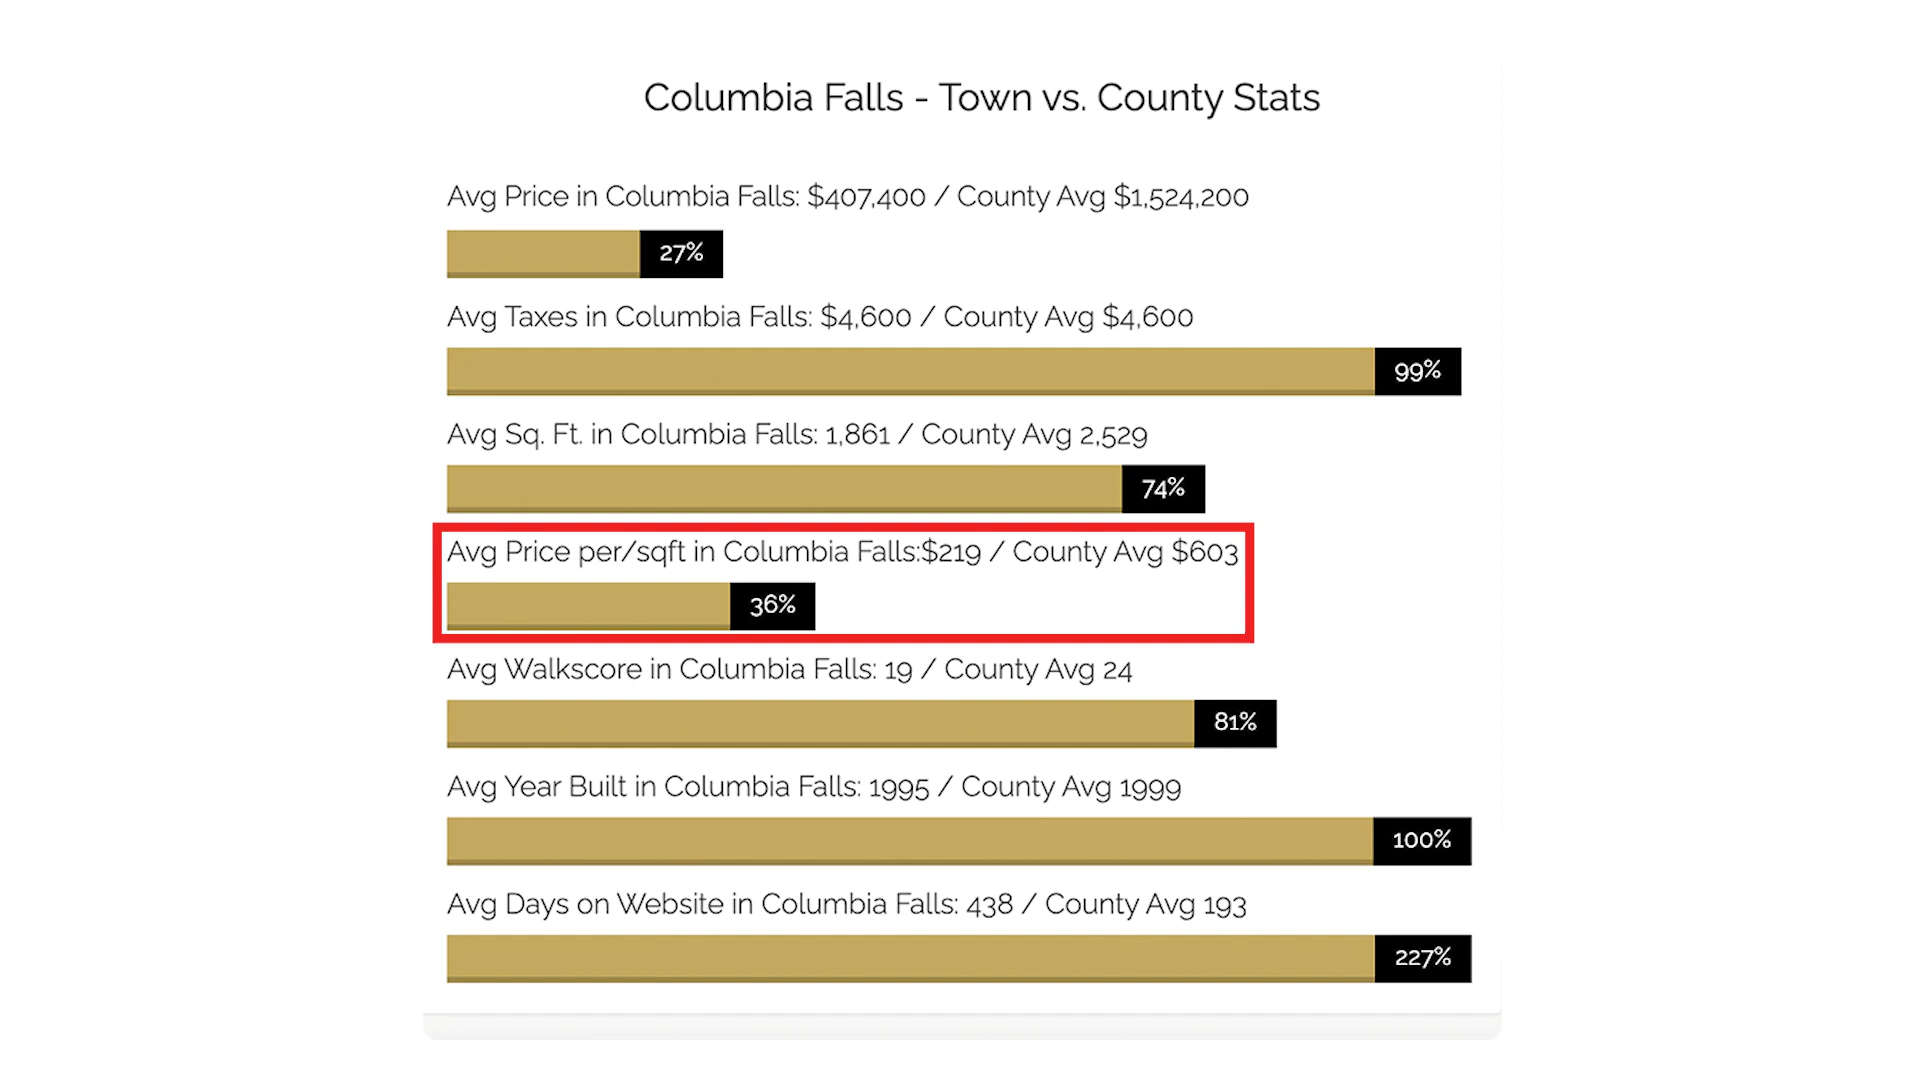 Columbia Falls - Town vs. County Stats
Avg Price in Columbia Falls: $407,400 / County Avg $1,524,200
27%
Avg Taxes in Columbia Falls: $4,600 / County Avg $4,600
99%
Avg Sq. Ft. in Columbia Falls: 1,861 / County Avg 2,529
74%
Avg Price per/sqft in Columbia Falls:$219 / County Avg $603
36%
Avg Walkscore in Columbia Falls: 19 / County Avg 24
81%
Avg Year Built in Columbia Falls: 1995 / County Avg 1999
100%
Avg Days on Website in Columbia Falls: 438 / County Avg 193
227%